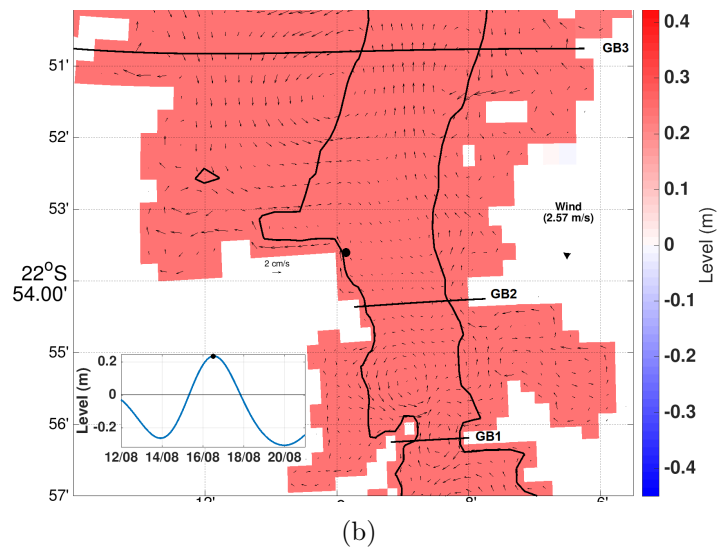 GB3
51'
52'
53'
22°S
54.00'
55'
56'
57'
Wind
(2.57 m/s)
2 cm/s
GB2
GB1
Level (m)
0.2
0
-0.2
12/08 14/08 16/08 20/08
12' 8' 6'
0.4
0.3
0.2
0.1
0
-0.1
-0.2
-0.3
-0.4
Level (m)
(b)